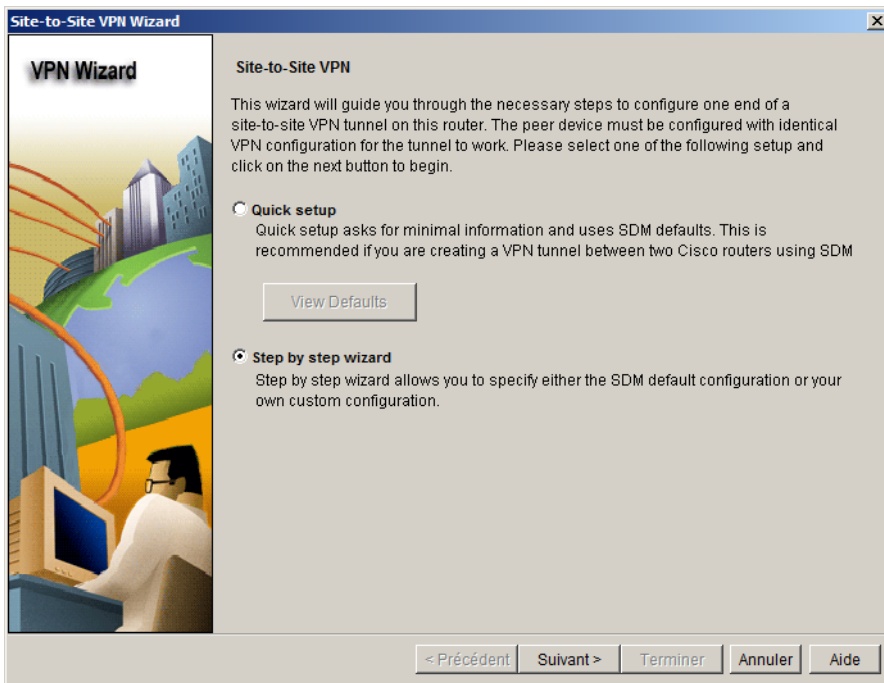 Site-to-Site VPN Wizard
VPN Wizard
Site-to-Site VPN
This wizard will guide you through the necessary steps to configure one end of a
site-to-site VPN tunnel on this router. The peer device must be configured with identical
VPN configuration for the tunnel to work. Please select one of the following setup and
click on the next button to begin.
Quick setup
Quick setup asks for minimal information and uses SDM defaults. This is
recommended if you are creating a VPN tunnel between two Cisco routers using SDM
View Defaults
Step by step wizard
Step by step wizard allows you to specify either the SDM default configuration or your
own custom configuration.
< Précédent Suivant > Terminer Annuler Aide